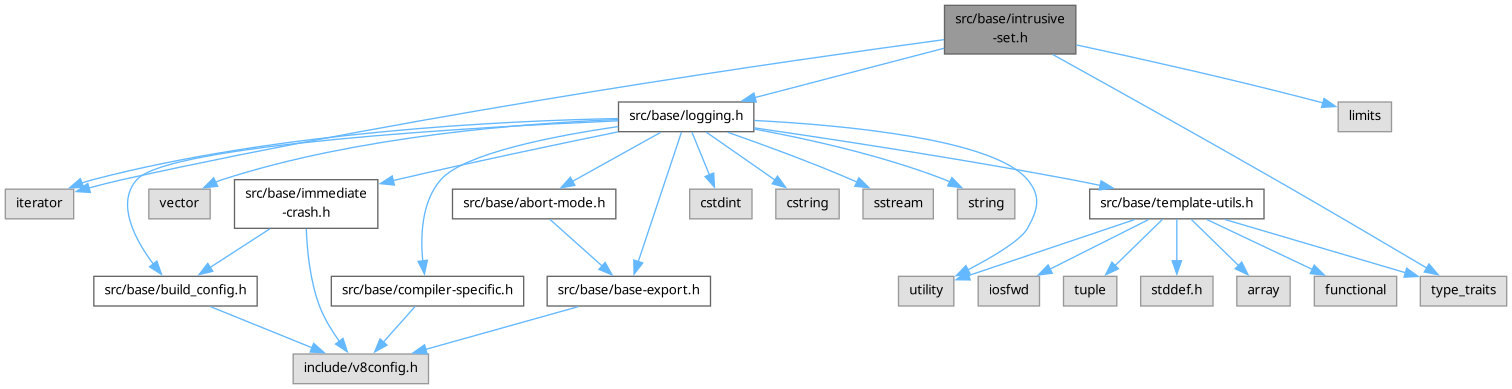 src/base/intrusive
-set.h
src/base/logging.h
limits
iterator
vector
src/base/immediate
-crash.h
src/base/abort-mode.h
cstdint
cstring
sstream
string
src/base/template-utils.h
src/base/build_config.h
src/base/compiler-specific.h
src/base/base-export.h
utility
iosfwd
tuple
stddef.h
array
functional
type_traits
include/v8config.h